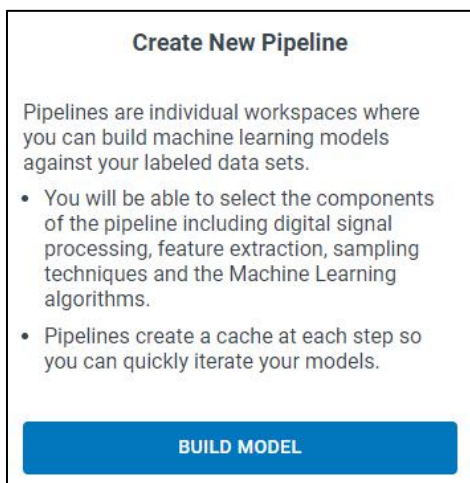 Create New Pipeline
Pipelines are individual workspaces where
you can build machine learning models
against your labeled data sets.
• You will be able to select the components
of the pipeline including digital signal
processing, feature extraction, sampling
techniques and the Machine Learning
algorithms.
• Pipelines create a cache at each step so
you can quickly iterate your models.
BUILD MODEL